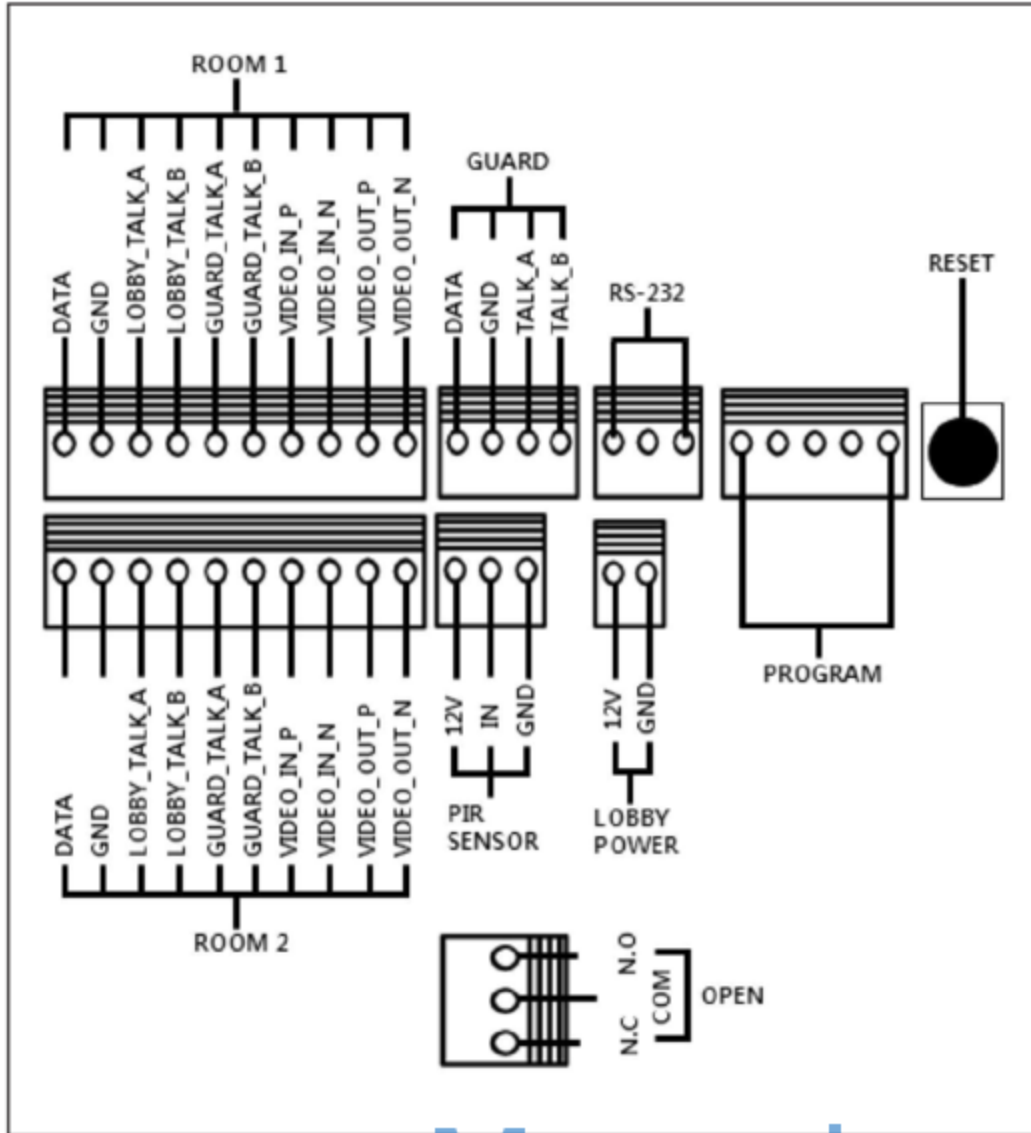 ROOM 1
DATA
GND
LOBBY_TALK_A
LOBBY_TALK_B
GUARD_TALK_A
GUARD_TALK_B
VIDEO_IN_P
VIDEO_IN_N
VIDEO_OUT_P
VIDEO_OUT_N
GUARD
DATA
GND
TALK_A
TALK_B
RS-232
RESET
DATA
GND
LOBBY_TALK_A
LOBBY_TALK_B
GUARD_TALK_A
GUARD_TALK_B
VIDEO_IN_P
VIDEO_IN_N
VIDEO_OUT_P
VIDEO_OUT_N
ROOM 2
12V
IN
GND
PIR
SENSOR
12V
GND
LOBBY
POWER
PROGRAM
N.O
COM
N.C
OPEN